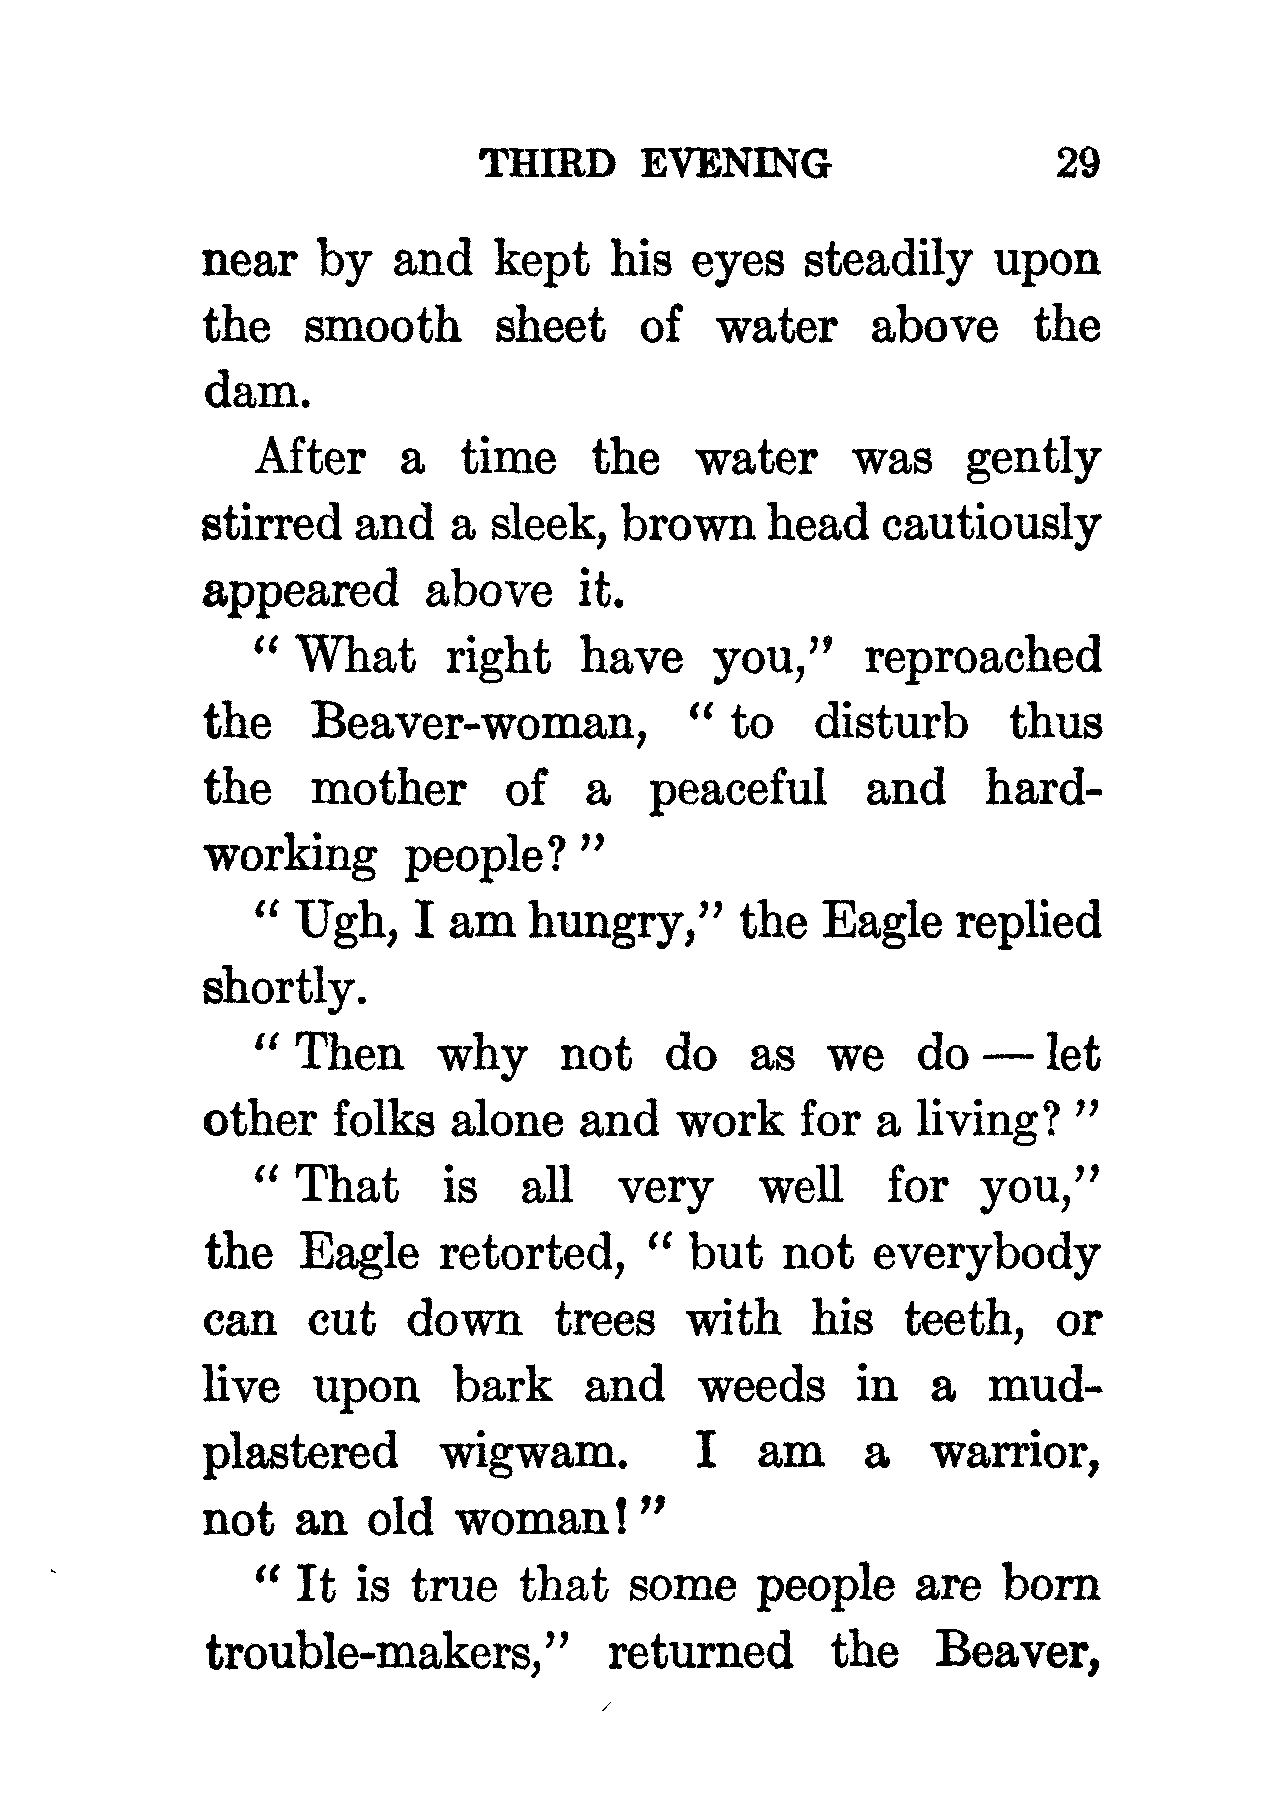 THIRD EVENING 29
near by and kept his eyes steadily upon
the smooth sheet of water above the
dam.
After a time the water was gently
stirred and a sleek, brown head cautiously
appeared above it.
" What right have you," reproached
the Beaver-woman, " to disturb thus
the mother of a peaceful and hard-
working people? "
" Ugh, I am hungry," the Eagle replied
shortly.
" Then why not do as we do — let
other folks alone and work for a living? "
" That is all very well for you,"
the Eagle retorted, " but not everybody
can cut down trees with his teeth, or
live upon bark and weeds in a mud-
plastered wigwam. I am a warrior,
not an old woman! "
" It is true that some people are born
trouble-makers," returned the Beaver,